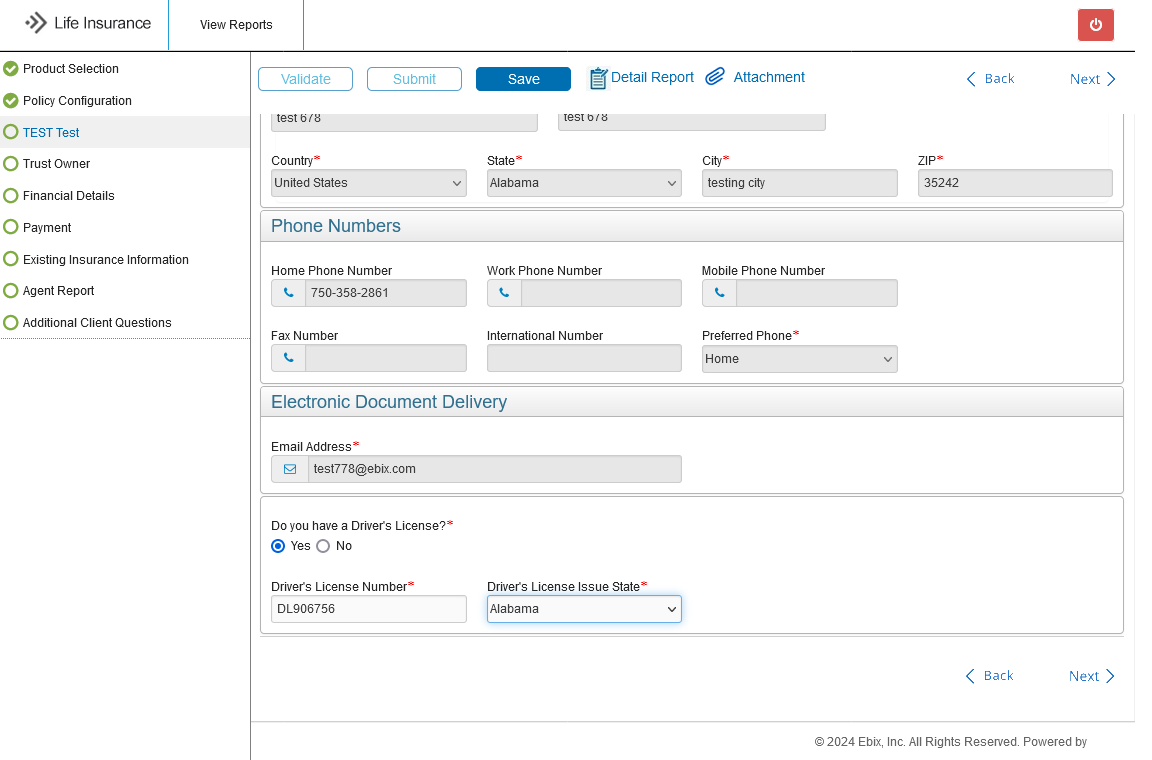 Life Insurance
View Reports
Product Selection
Policy Configuration
TEST Test
Trust Owner
Financial Details
Payment
Existing Insurance Information
Agent Report
Additional Client Questions
Validate Submit Save Detail Report Attachment Back Next
test 678 test 678
Country* State* City* ZIP*
United States Alabama testing city 35242
Phone Numbers
Home Phone Number Work Phone Number Mobile Phone Number
750-358-2861
Fax Number International Number Preferred Phone*
Home
Electronic Document Delivery
Email Address*
test778@ebix.com
Do you have a Driver's License?*
Yes No
Driver's License Number* Driver's License Issue State*
DL906756 Alabama
Back Next
© 2024 Ebix, Inc. All Rights Reserved. Powered by